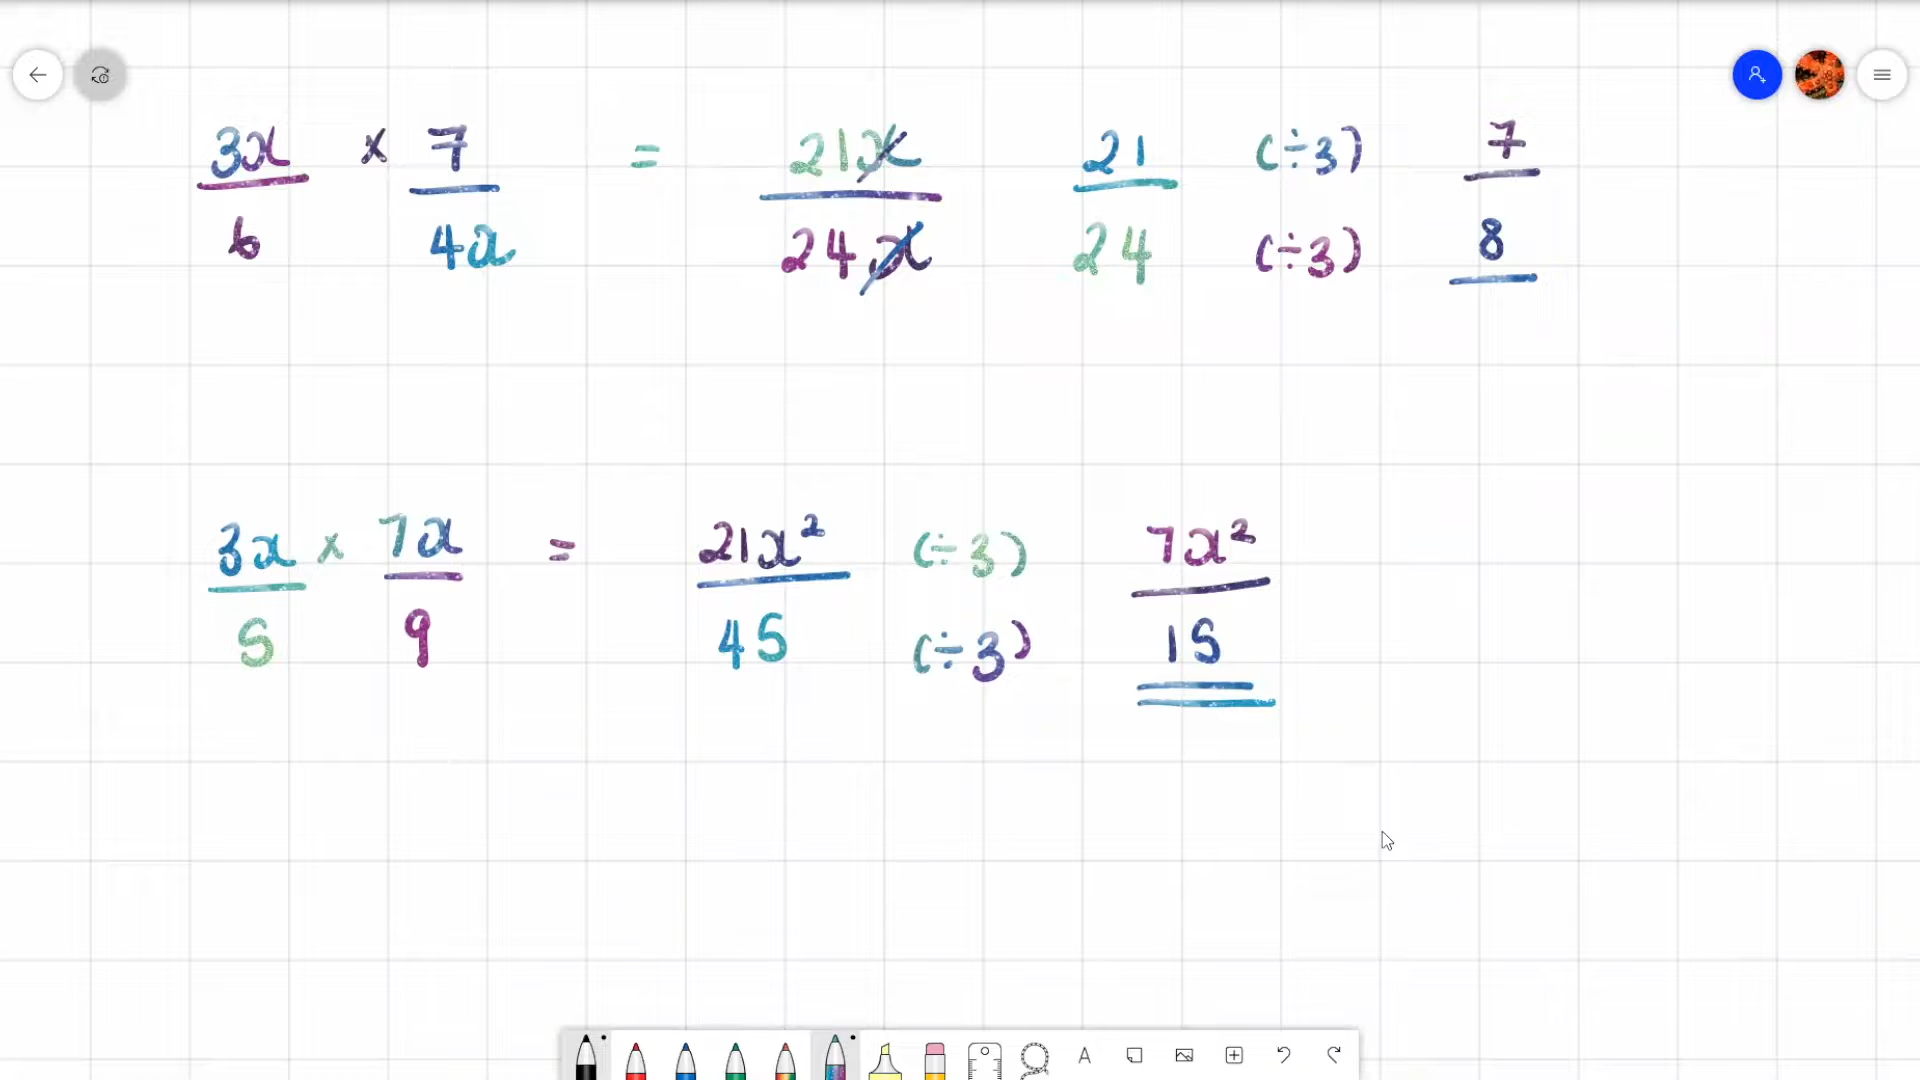 3x/6 × 7/4x = 21x/24x 21/24 (÷3)/(÷3) 7/8
3x/5 × 7x/9 = 21x²/45 (÷3)/(÷3) 7x²/15
A